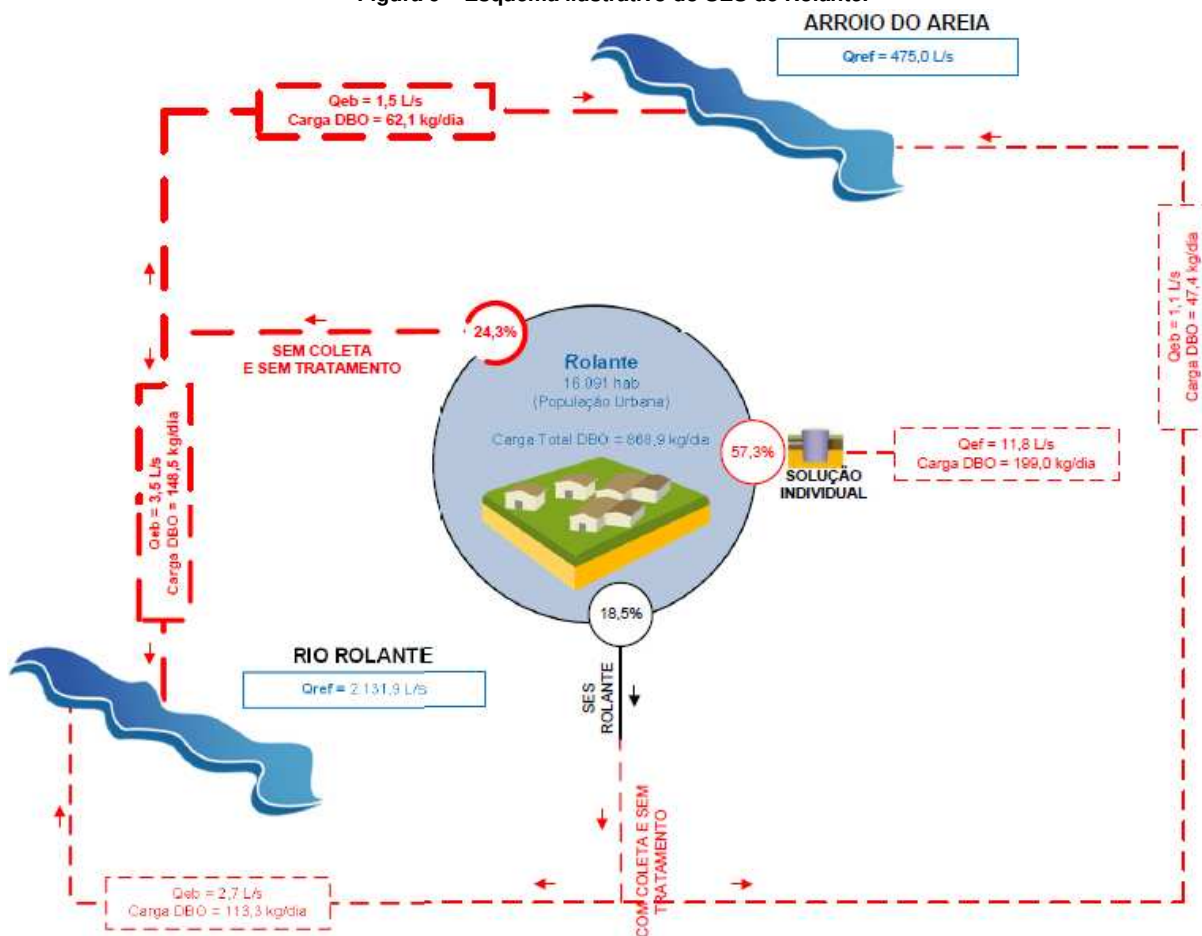 ARROIO DO AREIA
Qref = 475,0 L/s
Qeb = 1,5 L/s
Carga DBO = 62,1 kg/dia
Qeb = 1,1 L/s
Carga DBO = 47,4 kg/dia
24,3%
SEM COLETA
E SEM TRATAMENTO
Rolante
16.091 hab
(População Urbana)
Carga Total DBO = 868,9 kg/dia
57,3%
SOLUÇÃO
INDIVIDUAL
Qef = 11,8 L/s
Carga DBO = 199,0 kg/dia
Qeb = 3,5 L/s
Carga DBO = 148,5 kg/dia
18,5%
RIO ROLANTE
Qref = 2.131,9 L/s
SES
ROLANTE
COM COLETA E SEM
TRATAMENTO
Qeb = 2,7 L/s
Carga DBO = 113,3 kg/dia